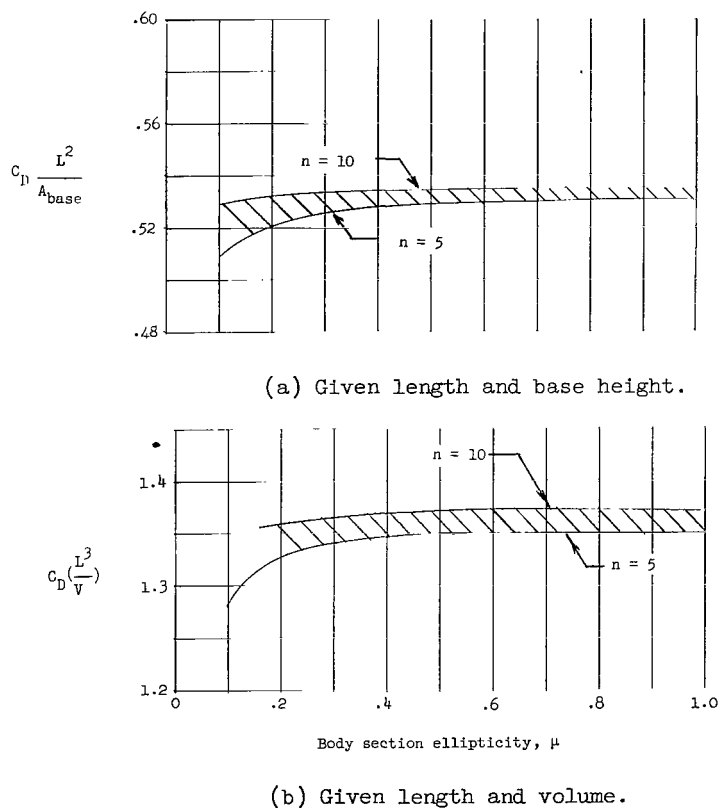 .60
.56
C_D L^2/A_base
n = 10
.52
n = 5
.48
(a) Given length and base height.
1.4
n = 10
C_D(L^3/V)
n = 5
1.3
1.2
0 .2 .4 .6 .8 1.0
Body section ellipticity, μ
(b) Given length and volume.